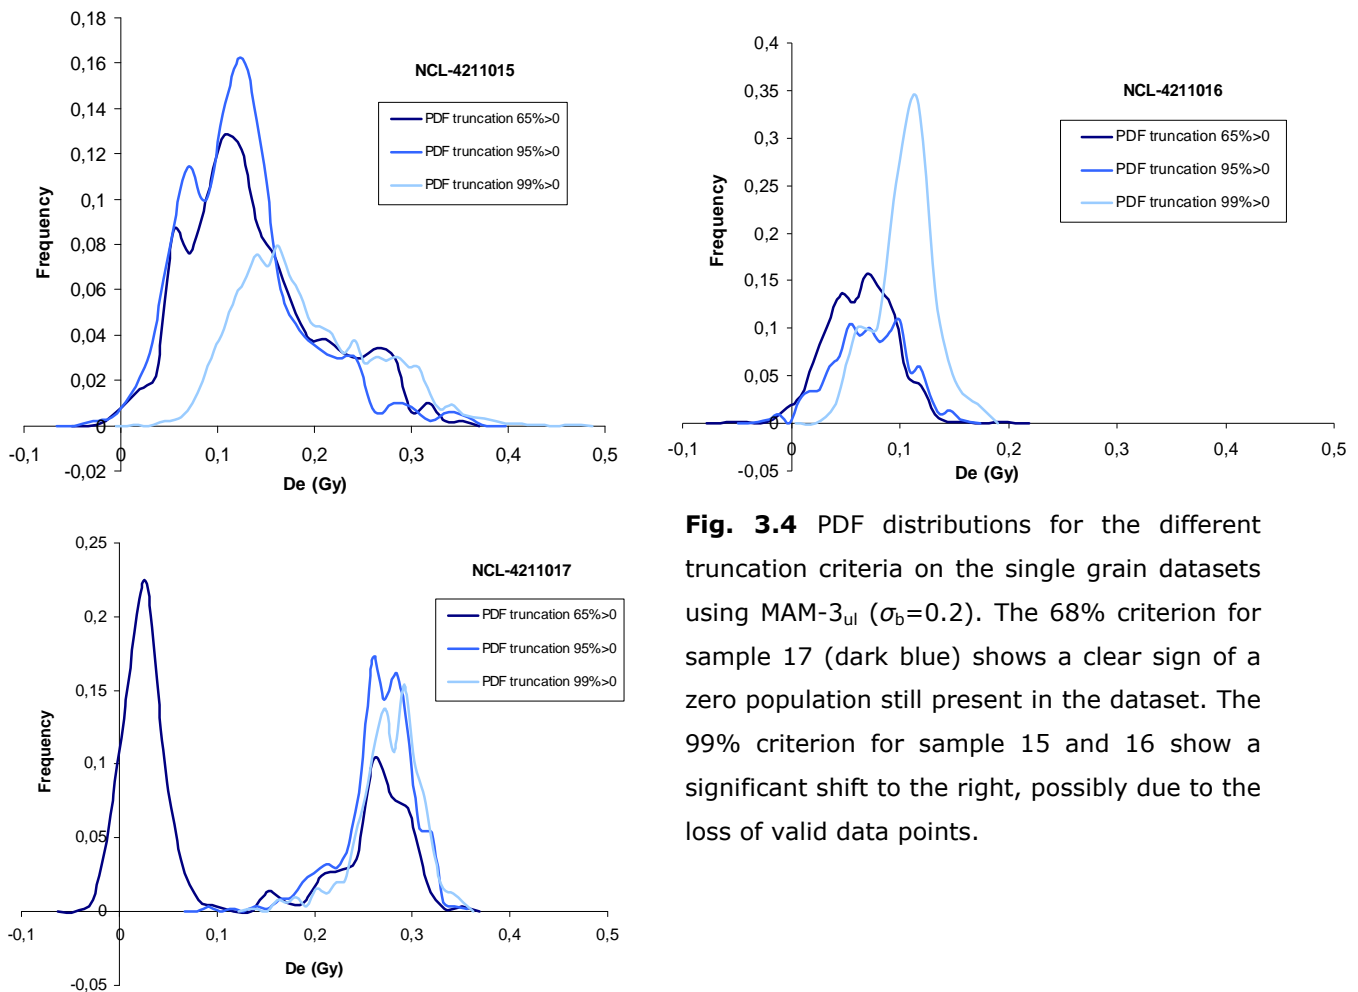 0,18
0,16
0,14
0,12
0,1
0,08
0,06
0,04
0,02
0
-0,02
-0,1
0
0,1
0,2
0,3
0,4
0,5
Frequency
De (Gy)
NCL-4211015
PDF truncation 65%>0
PDF truncation 95%>0
PDF truncation 99%>0
0,4
0,35
0,3
0,25
0,2
0,15
0,1
0,05
0
-0,05
-0,1
0
0,1
0,2
0,3
0,4
0,5
Frequency
De (Gy)
NCL-4211016
PDF truncation 65%>0
PDF truncation 95%>0
PDF truncation 99%>0
0,25
0,2
0,15
0,1
0,05
0
-0,05
-0,1
0
0,1
0,2
0,3
0,4
0,5
Frequency
De (Gy)
NCL-4211017
PDF truncation 65%>0
PDF truncation 95%>0
PDF truncation 99%>0
Fig. 3.4 PDF distributions for the different
truncation criteria on the single grain datasets
using MAM-3ul (σb=0.2). The 68% criterion for
sample 17 (dark blue) shows a clear sign of a
zero population still present in the dataset. The
99% criterion for sample 15 and 16 show a
significant shift to the right, possibly due to the
loss of valid data points.